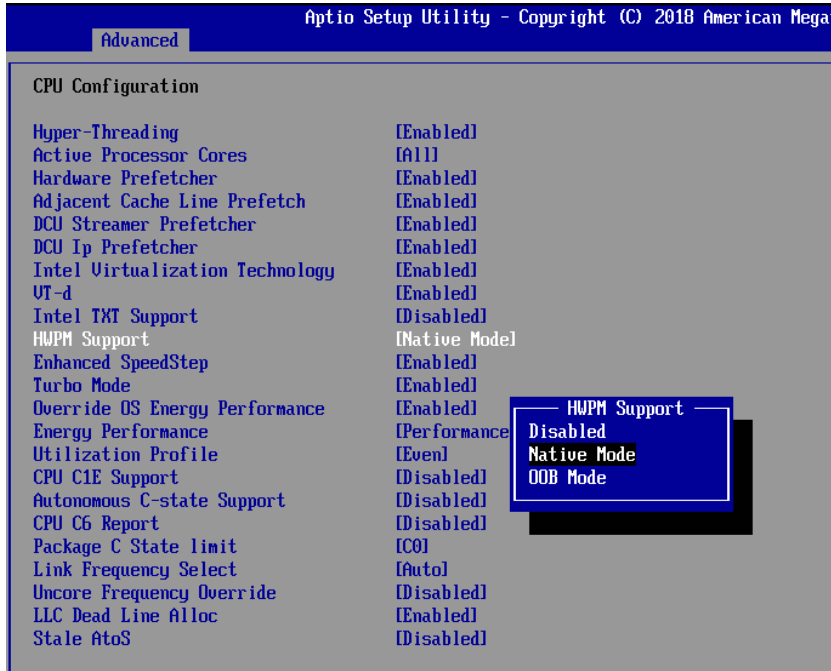 Aptio Setup Utility - Copyright (C) 2018 American Mega
Advanced
CPU Configuration
Hyper-Threading [Enabled]
Active Processor Cores [All]
Hardware Prefetcher [Enabled]
Adjacent Cache Line Prefetch [Enabled]
DCU Streamer Prefetcher [Enabled]
DCU Ip Prefetcher [Enabled]
Intel Virtualization Technology [Enabled]
VT-d [Enabled]
Intel TXT Support [Disabled]
HWPM Support [Native Mode]
Enhanced SpeedStep [Enabled]
Turbo Mode [Enabled]
Override OS Energy Performance [Enabled]
Energy Performance [Performance
Utilization Profile [Even]
CPU C1E Support [Disabled]
Autonomous C-state Support [Disabled]
CPU C6 Report [Disabled]
Package C State limit [C0]
Link Frequency Select [Auto]
Uncore Frequency Override [Disabled]
LLC Dead Line Alloc [Enabled]
Stale AtoS [Disabled]
HWPM Support
Disabled
Native Mode
OOB Mode